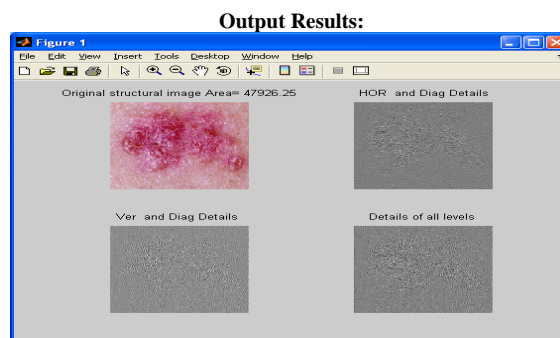 Output Results:
Figure 1
File Edit View Insert Tools Desktop Window Help
Original structural image Area= 47926.25
HOR and Diag Details
Ver and Diag Details
Details of all levels